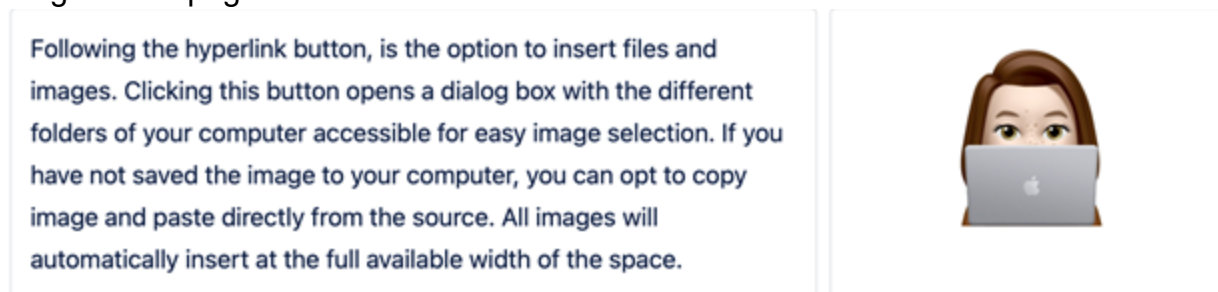 Following the hyperlink button, is the option to insert files and
images. Clicking this button opens a dialog box with the different
folders of your computer accessible for easy image selection. If you
have not saved the image to your computer, you can opt to copy
image and paste directly from the source. All images will
automatically insert at the full available width of the space.